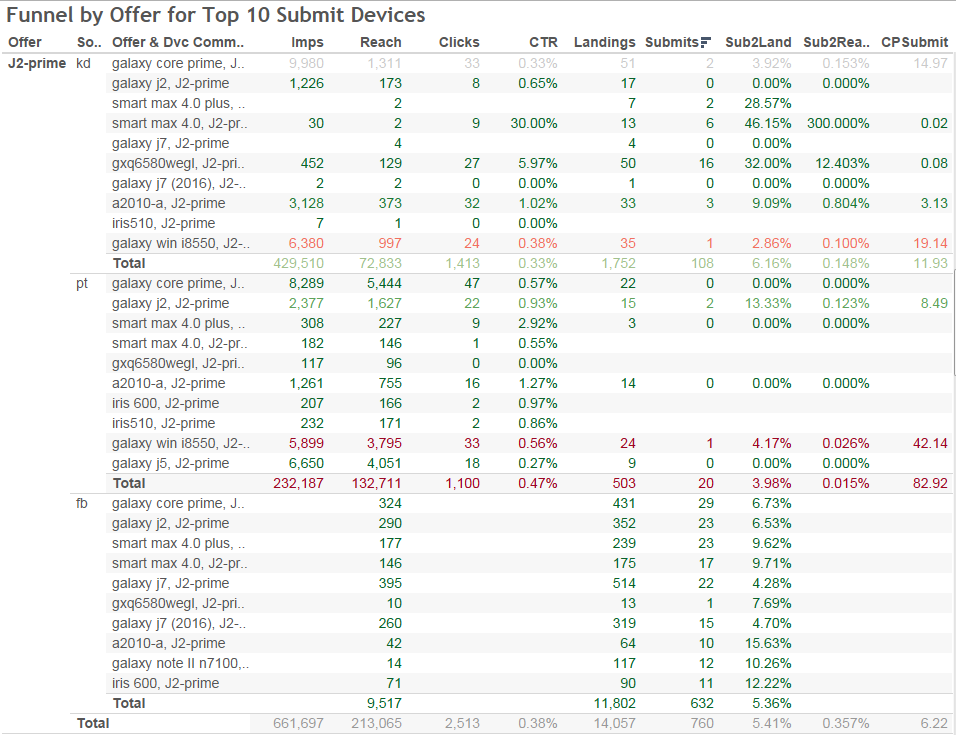 Funnel by Offer for Top 10 Submit Devices
Offer So.. Offer & Dvc Comm.. Imps Reach Clicks CTR Landings Submits Sub2Land Sub2Rea.. CPSubmit
J2-prime kd galaxy core prime, J.. 9,980 1,311 33 0.33% 51 2 3.92% 0.153% 14.97
galaxy j2, J2-prime 1,226 173 8 0.65% 17 0 0.00% 0.000%
smart max 4.0 plus, .. 2 7 2 28.57%
smart max 4.0, J2-pr.. 30 2 9 30.00% 13 6 46.15% 300.000% 0.02
galaxy j7, J2-prime 4 4 0 0.00%
gxq6580wegl, J2-pri.. 452 129 27 5.97% 50 16 32.00% 12.403% 0.08
galaxy j7 (2016), J2-.. 2 2 0 0.00% 1 0 0.00% 0.000%
a2010-a, J2-prime 3,128 373 32 1.02% 33 3 9.09% 0.804% 3.13
iris510, J2-prime 7 1 0 0.00%
galaxy win i8550, J2-.. 6,380 997 24 0.38% 35 1 2.86% 0.100% 19.14
Total 429,510 72,833 1,413 0.33% 1,752 108 6.16% 0.148% 11.93
pt galaxy core prime, J.. 8,289 5,444 47 0.57% 22 0 0.00% 0.000%
galaxy j2, J2-prime 2,377 1,627 22 0.93% 15 2 13.33% 0.123% 8.49
smart max 4.0 plus, .. 308 227 9 2.92% 3 0 0.00% 0.000%
smart max 4.0, J2-pr.. 182 146 1 0.55%
gxq6580wegl, J2-pri.. 117 96 0 0.00%
a2010-a, J2-prime 1,261 755 16 1.27% 14 0 0.00% 0.000%
iris 600, J2-prime 207 166 2 0.97%
iris510, J2-prime 232 171 2 0.86%
galaxy win i8550, J2-.. 5,899 3,795 33 0.56% 24 1 4.17% 0.026% 42.14
galaxy j5, J2-prime 6,650 4,051 18 0.27% 9 0 0.00% 0.000%
Total 232,187 132,711 1,100 0.47% 503 20 3.98% 0.015% 82.92
fb galaxy core prime, J.. 324 431 29 6.73%
galaxy j2, J2-prime 290 352 23 6.53%
smart max 4.0 plus, .. 177 239 23 9.62%
smart max 4.0, J2-pr.. 146 175 17 9.71%
galaxy j7, J2-prime 395 514 22 4.28%
gxq6580wegl, J2-pri.. 10 13 1 7.69%
galaxy j7 (2016), J2-.. 260 319 15 4.70%
a2010-a, J2-prime 42 64 10 15.63%
galaxy note II n7100,.. 14 117 12 10.26%
iris 600, J2-prime 71 90 11 12.22%
Total 9,517 11,802 632 5.36%
Total 661,697 213,065 2,513 0.38% 14,057 760 5.41% 0.357% 6.22